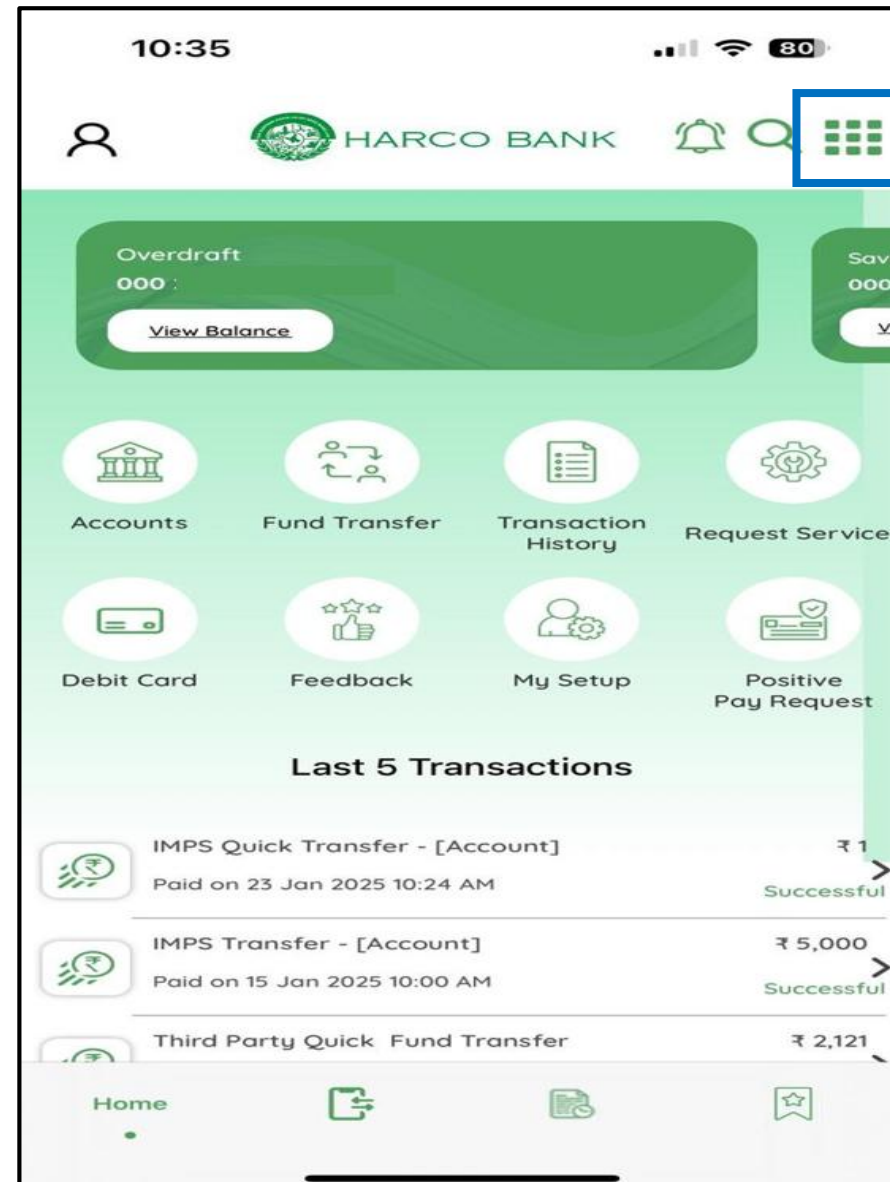 10:35
80
HARCO BANK
Overdraft
000
View Balance
Sav
000
V
Accounts
Fund Transfer
Transaction
History
Request Service
Debit Card
Feedback
My Setup
Positive
Pay Request
Last 5 Transactions
IMPS Quick Transfer - [Account]
₹ 1
Paid on 23 Jan 2025 10:24 AM
Successful
IMPS Transfer - [Account]
₹ 5,000
Paid on 15 Jan 2025 10:00 AM
Successful
Third Party Quick Fund Transfer
₹ 2,121
Home